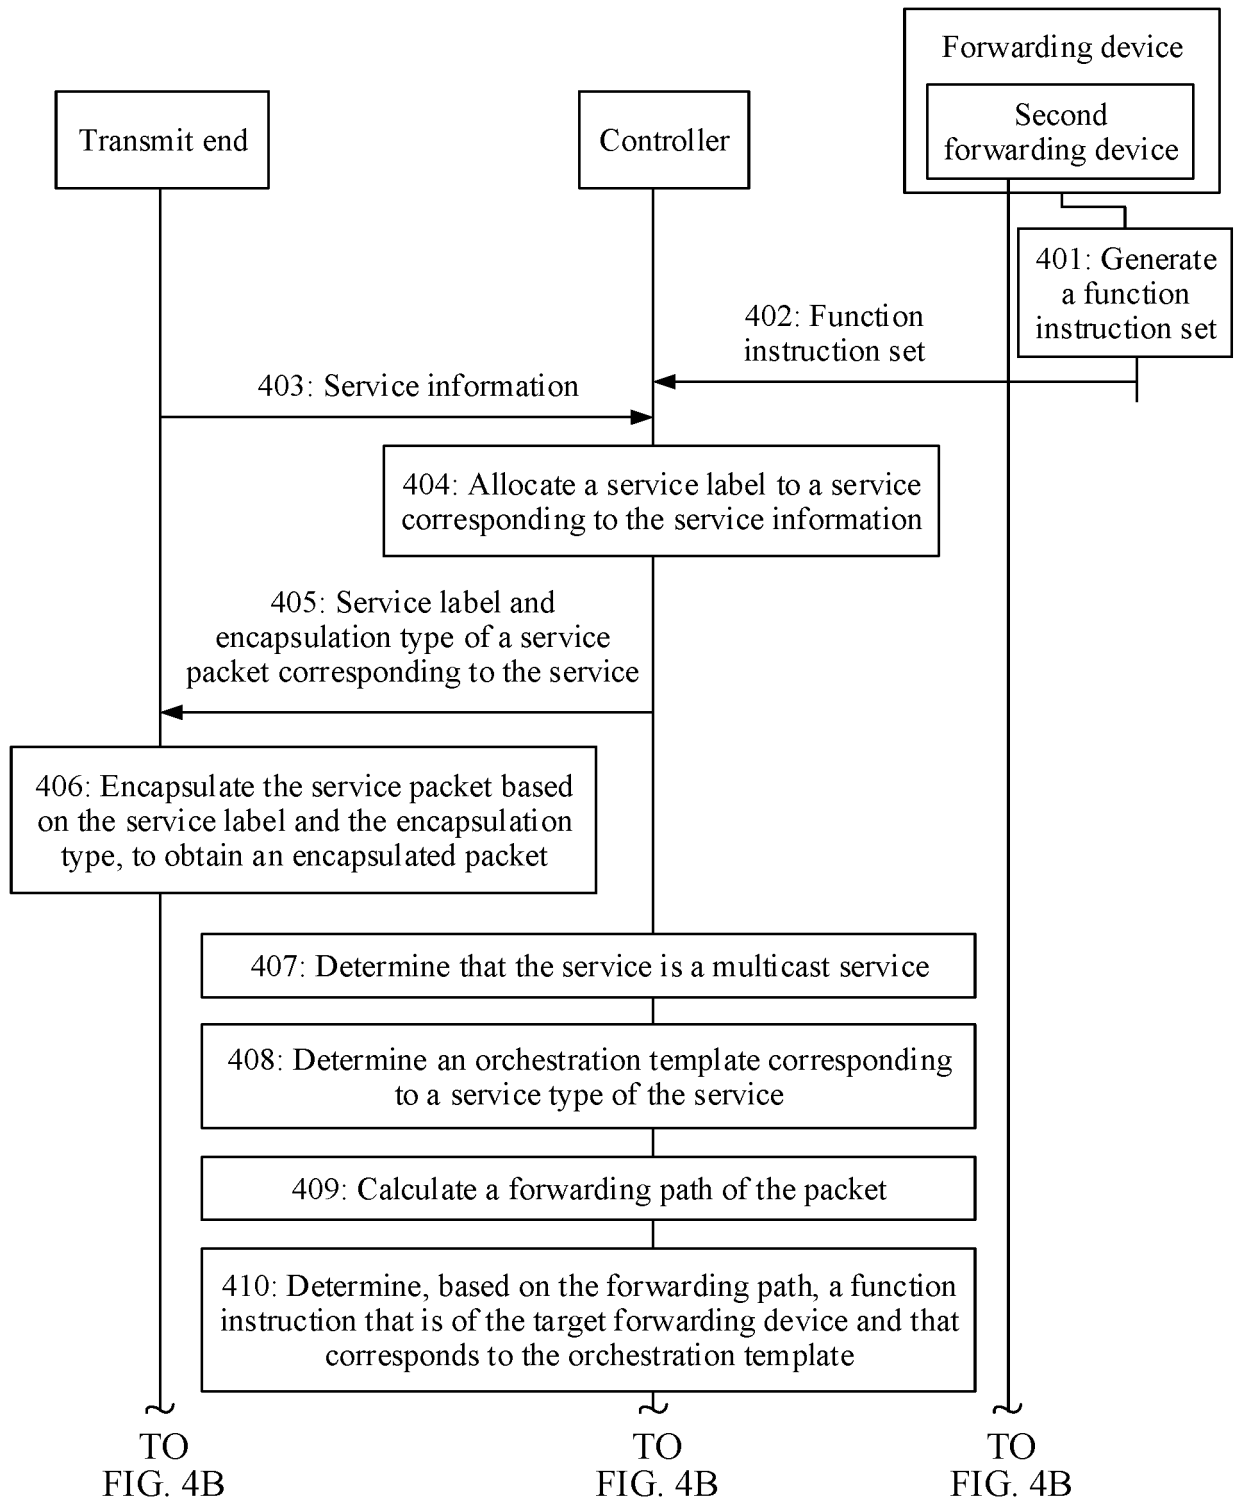 Forwarding device
Transmit end
Controller
Second
forwarding device
401: Generate
a function
instruction set
402: Function
instruction set
403: Service information
404: Allocate a service label to a service
corresponding to the service information
405: Service label and
encapsulation type of a service
packet corresponding to the service
406: Encapsulate the service packet based
on the service label and the encapsulation
type, to obtain an encapsulated packet
407: Determine that the service is a multicast service
408: Determine an orchestration template corresponding
to a service type of the service
409: Calculate a forwarding path of the packet
410: Determine, based on the forwarding path, a function
instruction that is of the target forwarding device and that
corresponds to the orchestration template
TO
FIG. 4B
TO
FIG. 4B
TO
FIG. 4B